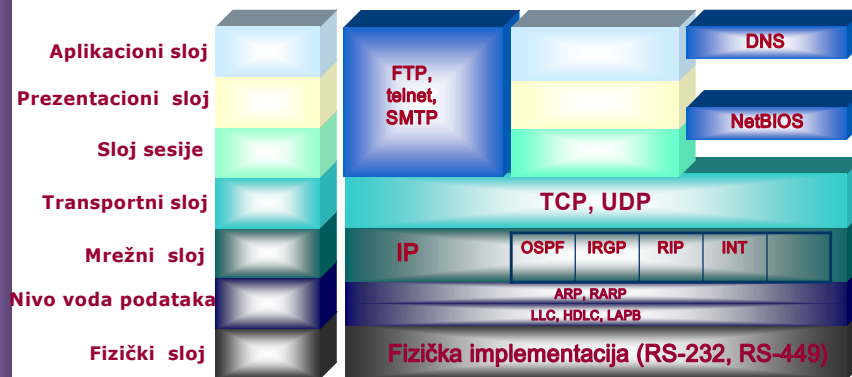 Aplikacioni sloj
Prezentacioni sloj
Sloj sesije
Transportni sloj
Mrežni sloj
Nivo voda podataka
Fizički sloj
FTP,
telnet,
SMTP
DNS
NetBIOS
TCP, UDP
IP
OSPF
IRGP
RIP
INT
ARP, RARP
LLC, HDLC, LAPB
Fizička implementacija (RS-232, RS-449)